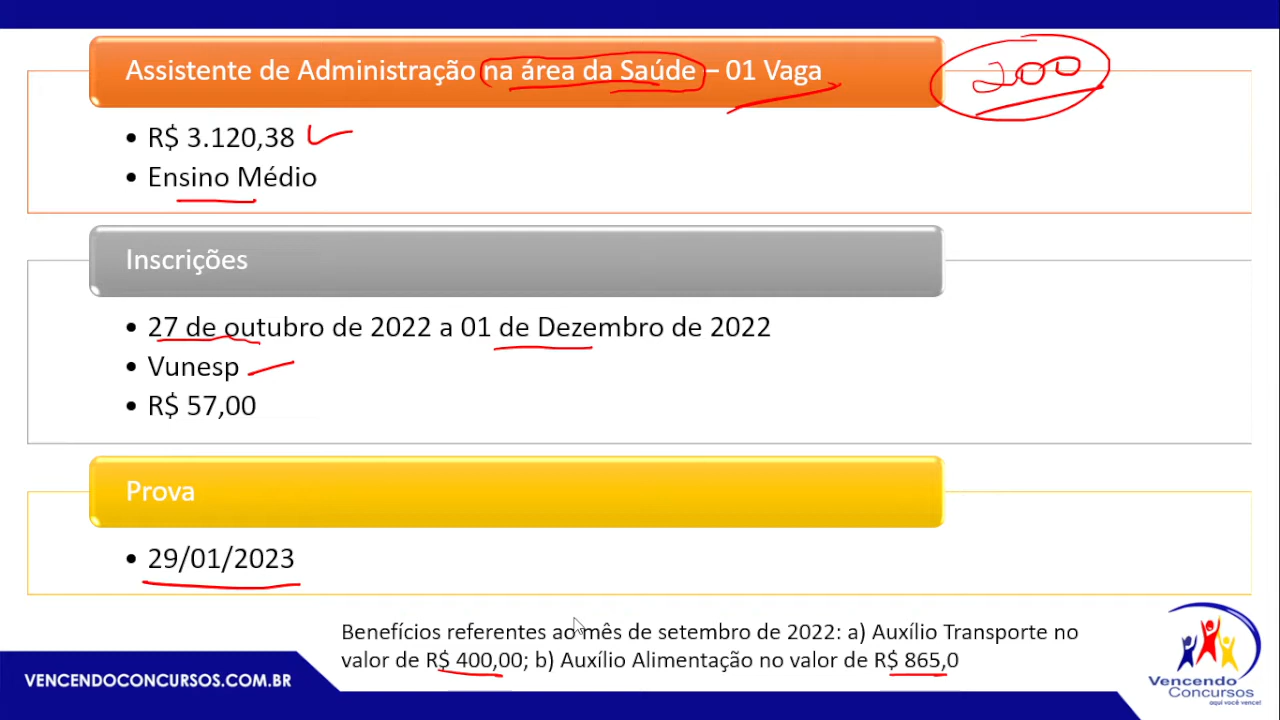 Assistente de Administração na área da Saúde – 01 Vaga
200
• R$ 3.120,38
• Ensino Médio
Inscrições
• 27 de outubro de 2022 a 01 de Dezembro de 2022
• Vunesp
• R$ 57,00
Prova
• 29/01/2023
Benefícios referentes ao mês de setembro de 2022: a) Auxílio Transporte no
valor de R$ 400,00; b) Auxílio Alimentação no valor de R$ 865,0
VENCENDOCONCURSOS.COM.BR
Vencendo
Concursos
aqui você vence!